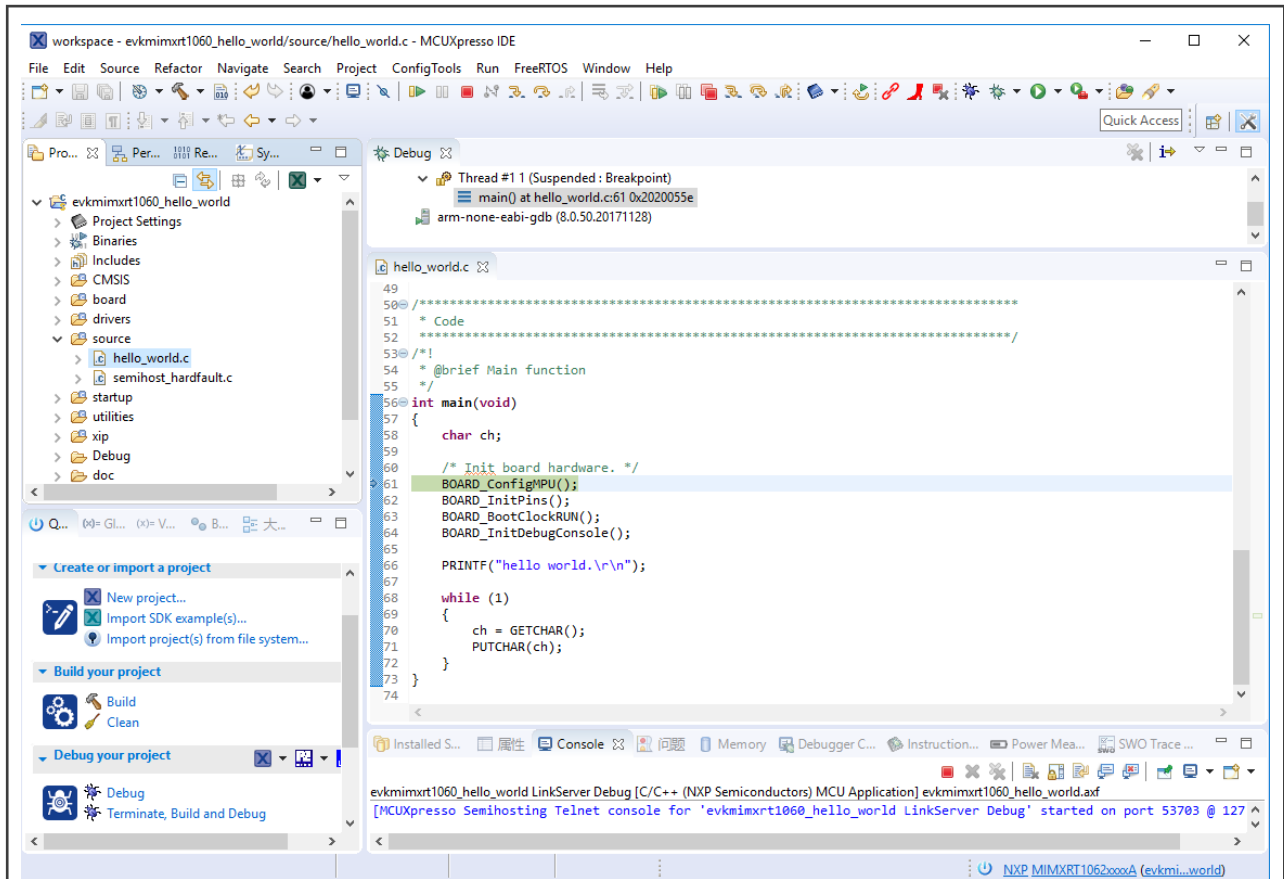 workspace - evkmimxrt1060_hello_world/source/hello_world.c - MCUXpresso IDE
File Edit Source Refactor Navigate Search Project ConfigTools Run FreeRTOS Window Help
Quick Access
Pro... Per... Re... Sy...
evkmimxrt1060_hello_world
Project Settings
Binaries
Includes
CMSIS
board
drivers
source
hello_world.c
semihost_hardfault.c
startup
utilities
xip
Debug
doc
Debug
Thread #1 1 (Suspended : Breakpoint)
main() at hello_world.c:61 0x2020055e
arm-none-eabi-gdb (8.0.50.20171128)
hello_world.c
49
50 /******************************************************************************
51 * Code
52 ******************************************************************************/
53 /*!
54 * @brief Main function
55 */
56 int main(void)
57 {
58 char ch;
59
60 /* Init board hardware. */
61 BOARD_ConfigMPU();
62 BOARD_InitPins();
63 BOARD_BootClockRUN();
64 BOARD_InitDebugConsole();
65
66 PRINTF("hello world.\r\n");
67
68 while (1)
69 {
70 ch = GETCHAR();
71 PUTCHAR(ch);
72 }
73 }
74
Q... (x)= Gl... (x)= V... B... 大...
Create or import a project
New project...
Import SDK example(s)...
Import project(s) from file system...
Build your project
Build
Clean
Debug your project
Debug
Terminate, Build and Debug
Installed S... 属性 Console 问题 Memory Debugger C... Instruction... Power Mea... SWO Trace ...
evkmimxrt1060_hello_world LinkServer Debug [C/C++ (NXP Semiconductors) MCU Application] evkmimxrt1060_hello_world.axf
[MCUXpresso Semihosting Telnet console for 'evkmimxrt1060_hello_world LinkServer Debug' started on port 53703 @ 127
NXP MIMXRT1062xxxxA (evkmi...world)